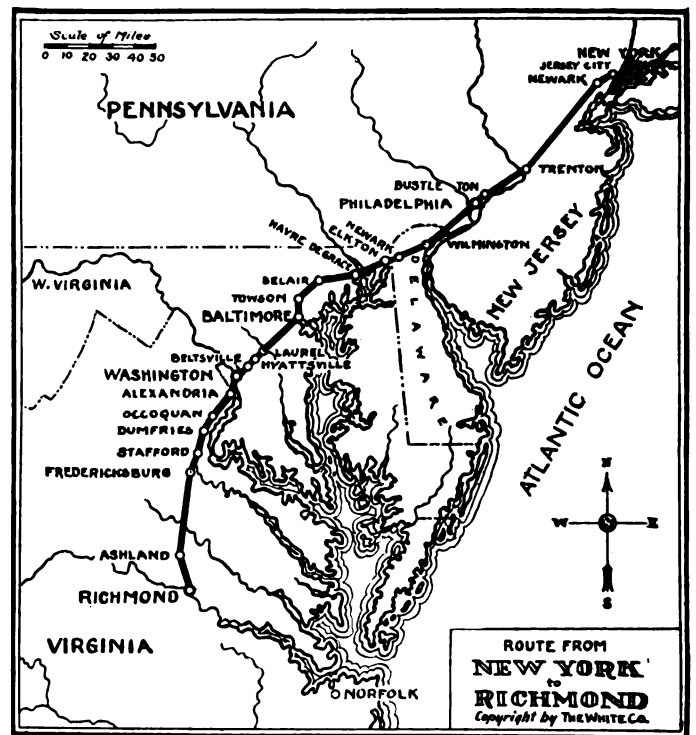 Scale of Miles
0 10 20 30 40 50
NEW YORK
JERSEY CITY
NEWARK
PENNSYLVANIA
TRENTON
BUSTLETON
PHILADELPHIA
NEWARK
ELKTON
HAVRE DE GRACE
WILMINGTON
NEW JERSEY
DELAWARE
BELAIR
W. VIRGINIA
TOWSON
BALTIMORE
ATLANTIC OCEAN
BELTSVILLE
LAUREL
HYATTSVILLE
WASHINGTON
ALEXANDRIA
OCCOQUAN
DUMFRIES
STAFFORD
FREDERICKSBURG
N
W E
S
ASHLAND
RICHMOND
VIRGINIA
NORFOLK
ROUTE FROM
NEW YORK
to
RICHMOND
Copyright by THE WHITE CO.